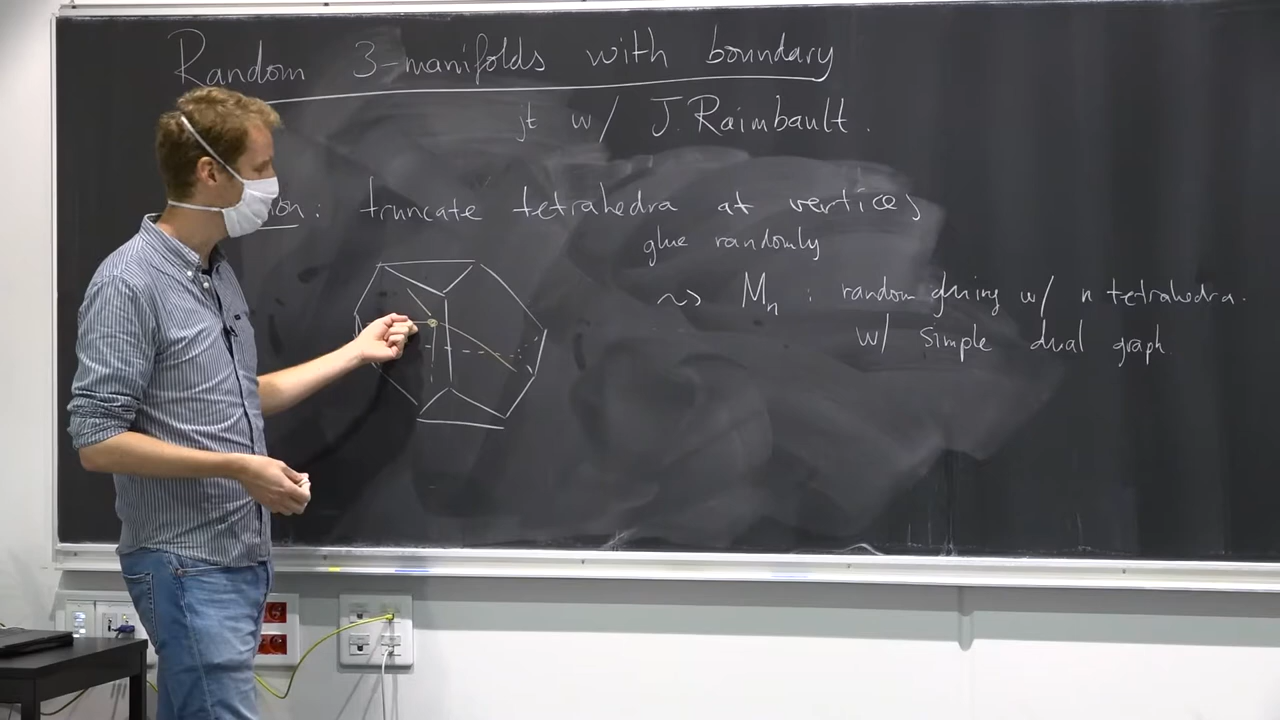 Random 3-manifolds with boundary
jt w/ J. Raimbault.
: truncate tetrahedra at vertices
glue randomly
⇝ Mn : random gluing w/ n tetrahedra.
w/ simple dual graph.